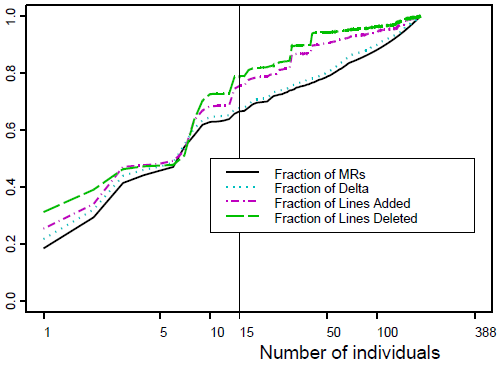 1.0
0.8
0.6
0.4
0.2
0.0
Fraction of MRs
Fraction of Delta
Fraction of Lines Added
Fraction of Lines Deleted
1 5 10 15 50 100 388
Number of individuals